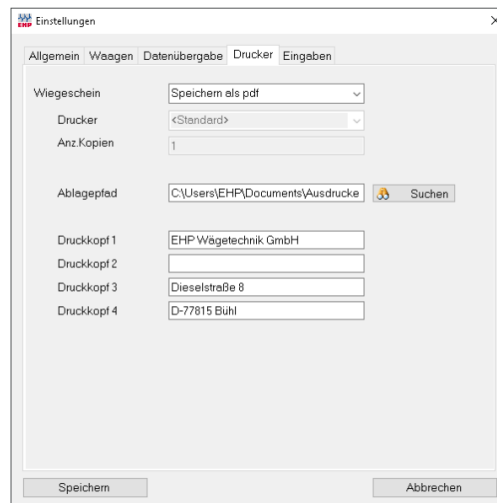 EHP Einstellungen
Allgemein Waagen Datenübergabe Drucker Eingaben
Wiegeschein Speichern als pdf
Drucker <Standard>
Anz.Kopien 1
Ablagepfad C:\Users\EHP\Documents\Ausdrucke Suchen
Druckkopf 1 EHP Wägetechnik GmbH
Druckkopf 2
Druckkopf 3 Dieselstraße 8
Druckkopf 4 D-77815 Bühl
Speichern Abbrechen